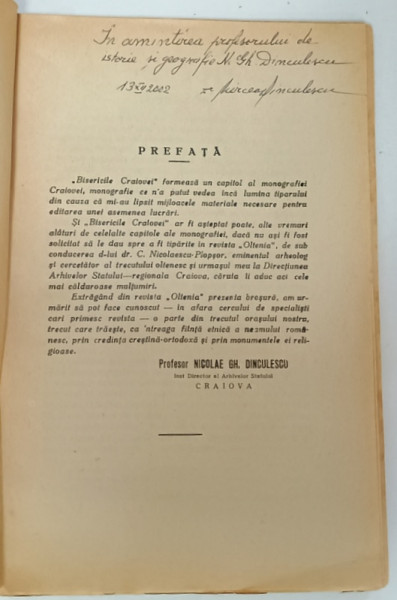 In amintirea profesorului de
istorie și geografie N. Gh. Dinculescu
13 XII 2002 Mircea Dinculescu
PREFAȚĂ
„Bisericile Craiovei" formează un capitol al monografiei
Craiovei, monografie ce n'a putut vedea încă lumina tiparului
din cauza că mi-au lipsit mijloacele materiale necesare pentru
editarea unei asemenea lucrări.
Și „Bisericile Craiovei" ar fi așteptat poate, alte vremuri
alături de celelalte capitole ale monografiei, dacă nu ași fi fost
solicitat să le dau spre a fi tipărite în revista „Oltenia", de sub
conducerea d-lui dr. C. Nicolaescu-Plopșor, eminentul arheolog
și cercetător al trecutului oltenesc și urmașul meu la Direcțiunea
Arhivelor Statului—regionala Craiova, căruia îi aduc aci cele
mai călduroase mulțumiri.
Extrăgând din revista „Oltenia" prezenta broșură, am ur-
mărit să pot face cunoscut — în afara cercului de specialiști
cari primesc revista — o parte din trecutul orașului nostru,
trecut care trăește, ca 'ntreaga ființă etnică a neamului româ-
nesc, prin credința creștină-ortodoxă și prin monumentele ei reli-
gioase.
Profesor NICOLAE GH. DINCULESCU
fost Director al Arhivelor Statului
CRAIOVA